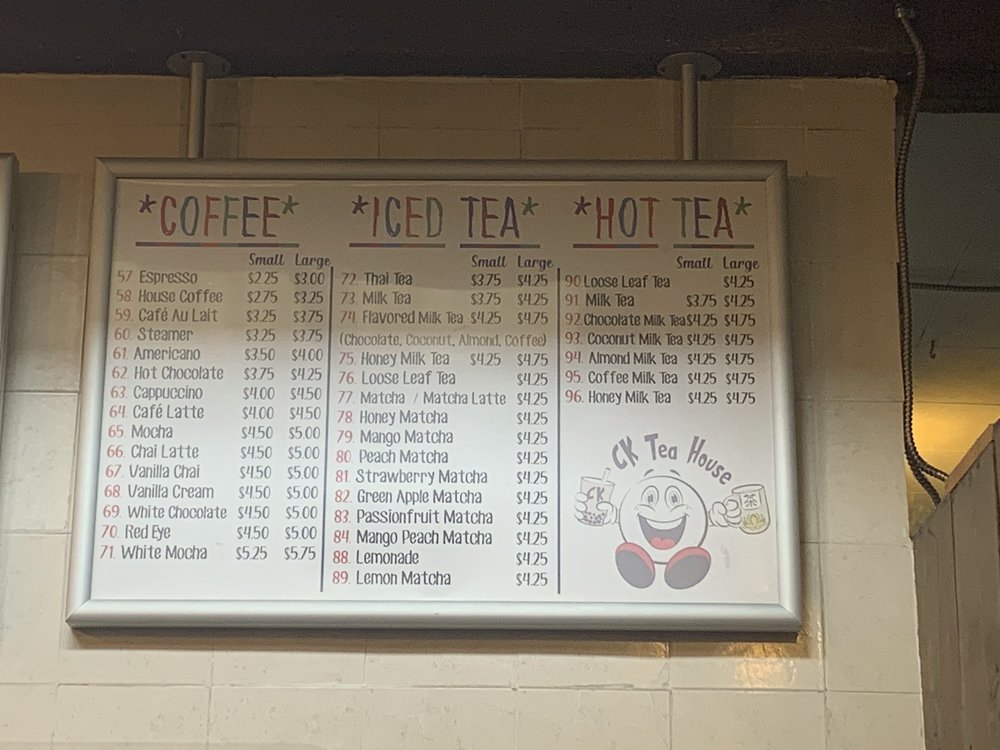 *COFFEE*
Small Large
57. Espresso $2.25 $3.00
58. House Coffee $2.75 $3.25
59. Café Au Lait $3.25 $3.75
60. Steamer $3.25 $3.75
61. Americano $3.50 $4.00
62. Hot Chocolate $3.75 $4.25
63. Cappuccino $4.00 $4.50
64. Café Latte $4.00 $4.50
65. Mocha $4.50 $5.00
66. Chai Latte $4.50 $5.00
67. Vanilla Chai $4.50 $5.00
68. Vanilla Cream $4.50 $5.00
69. White Chocolate $4.50 $5.00
70. Red Eye $4.50 $5.00
71. White Mocha $5.25 $5.75
*ICED TEA*
Small Large
72. Thai Tea $3.75 $4.25
73. Milk Tea $3.75 $4.25
74. Flavored Milk Tea $4.25 $4.75
(Chocolate, Coconut, Almond, Coffee)
75. Honey Milk Tea $4.25 $4.75
76. Loose Leaf Tea $4.25
77. Matcha / Matcha Latte $4.25
78. Honey Matcha $4.25
79. Mango Matcha $4.25
80. Peach Matcha $4.25
81. Strawberry Matcha $4.25
82. Green Apple Matcha $4.25
83. Passionfruit Matcha $4.25
84. Mango Peach Matcha $4.25
88. Lemonade $4.25
89. Lemon Matcha $4.25
*HOT TEA*
Small Large
90. Loose Leaf Tea $4.25
91. Milk Tea $3.75 $4.25
92. Chocolate Milk Tea $4.25 $4.75
93. Coconut Milk Tea $4.25 $4.75
94. Almond Milk Tea $4.25 $4.75
95. Coffee Milk Tea $4.25 $4.75
96. Honey Milk Tea $4.25 $4.75
CK Tea House
CK
茶